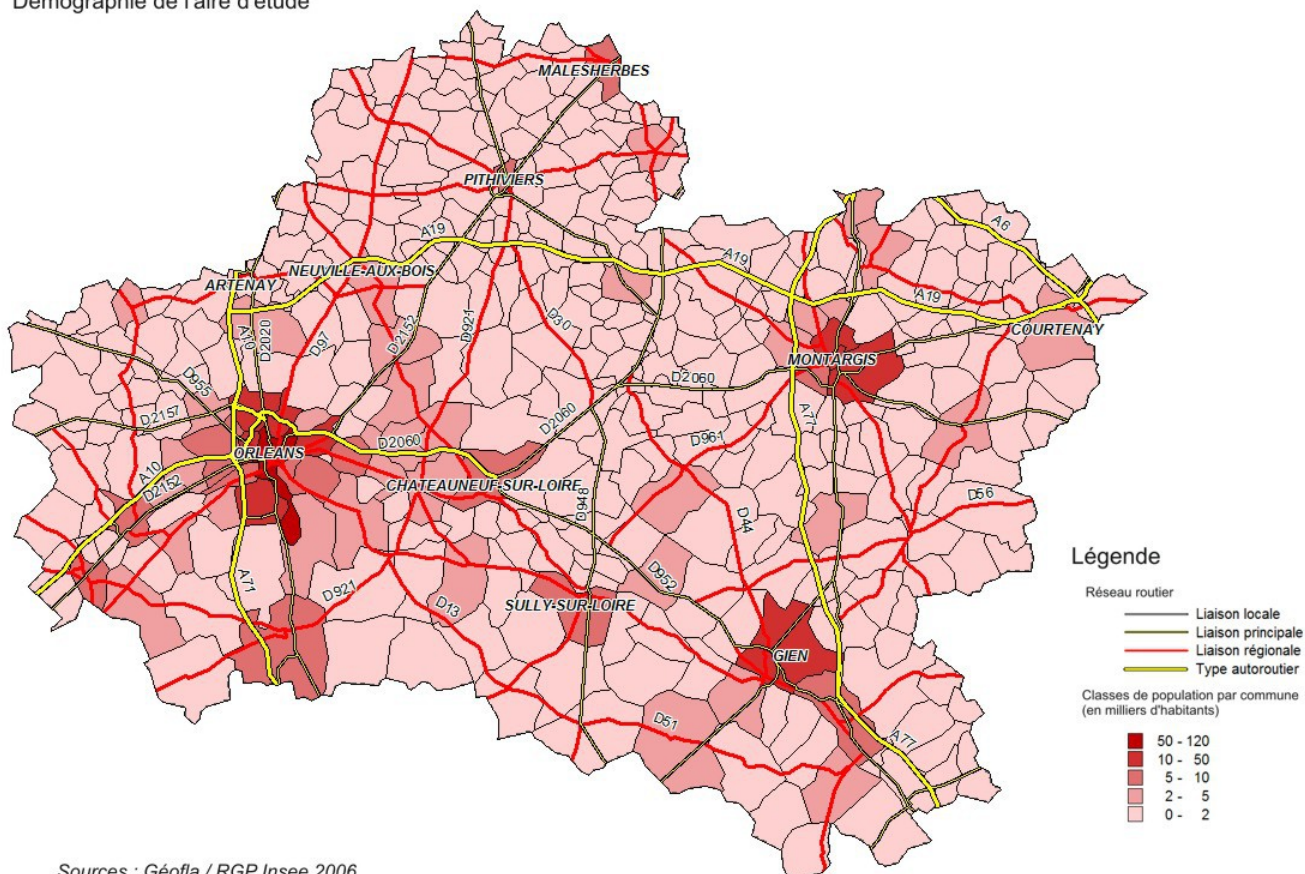 Démographie de l'aire d'étude
MALESHERBES
PITHIVIERS
A19
A6
NEUVILLE-AUX-BOIS
A19
ARTENAY
A19
D2020
A10
D97
D2152
D921
D30
COURTENAY
MONTARGIS
D955
D2060
D2157
D2060
A77
D2060
D961
ORLEANS
A10
D2152
CHATEAUNEUF-SUR-LOIRE
D948
D56
D44
A71
D921
D13
D952
SULLY-SUR-LOIRE
GIEN
D51
A77
Légende
Réseau routier
Liaison locale
Liaison principale
Liaison régionale
Type autoroutier
Classes de population par commune
(en milliers d'habitants)
50 - 120
10 - 50
5 - 10
2 - 5
0 - 2
Sources : Géofla / RGP Insee 2006